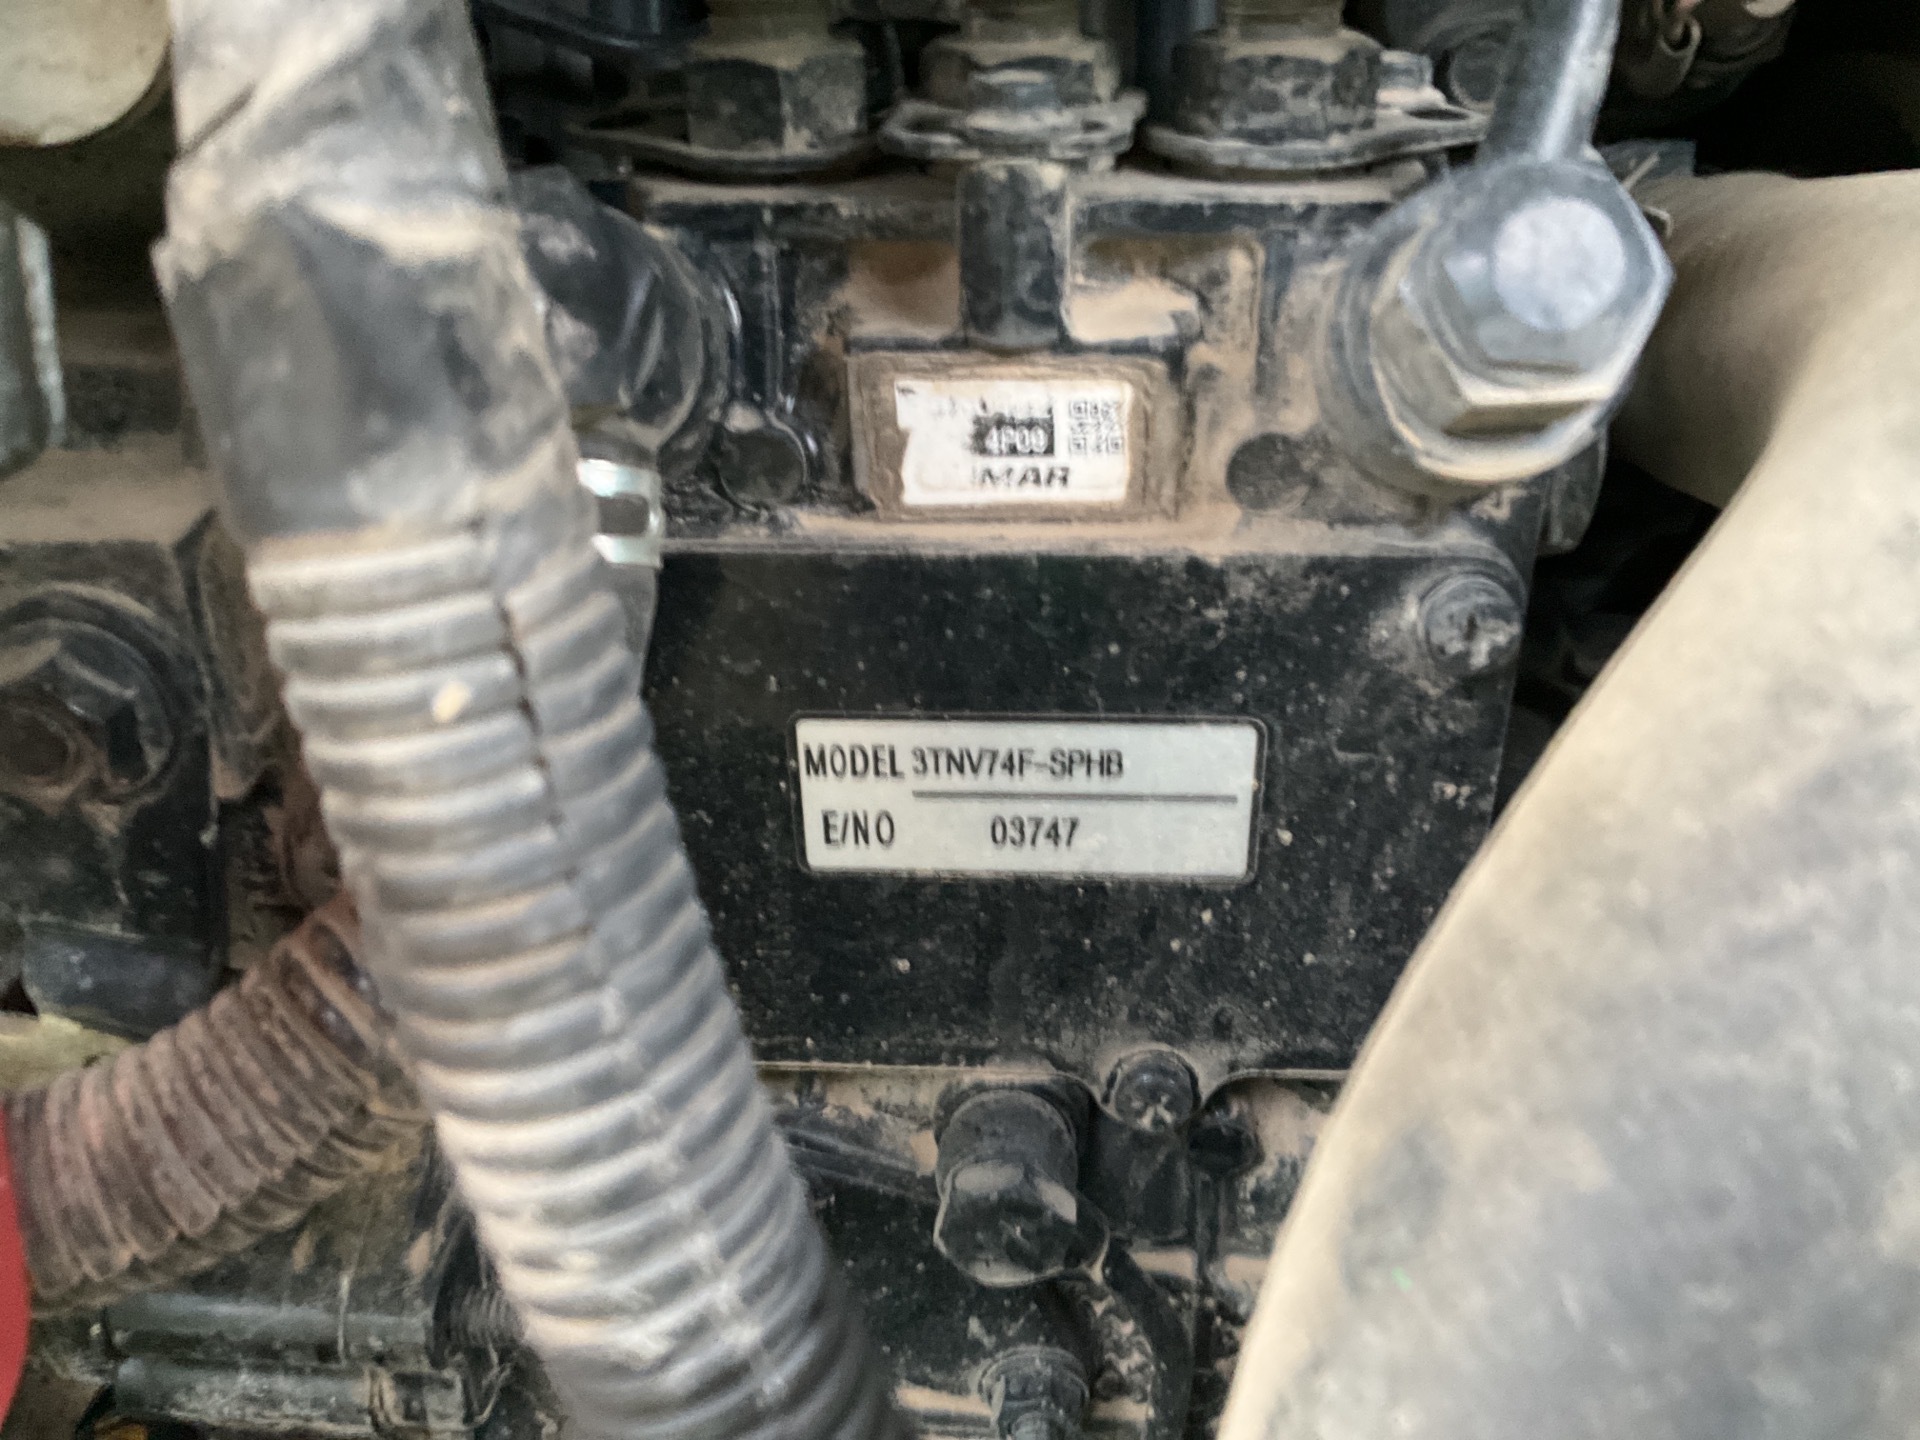 4P00
MAR
MODEL 3TNV74F-SPHB
E/NO 03747